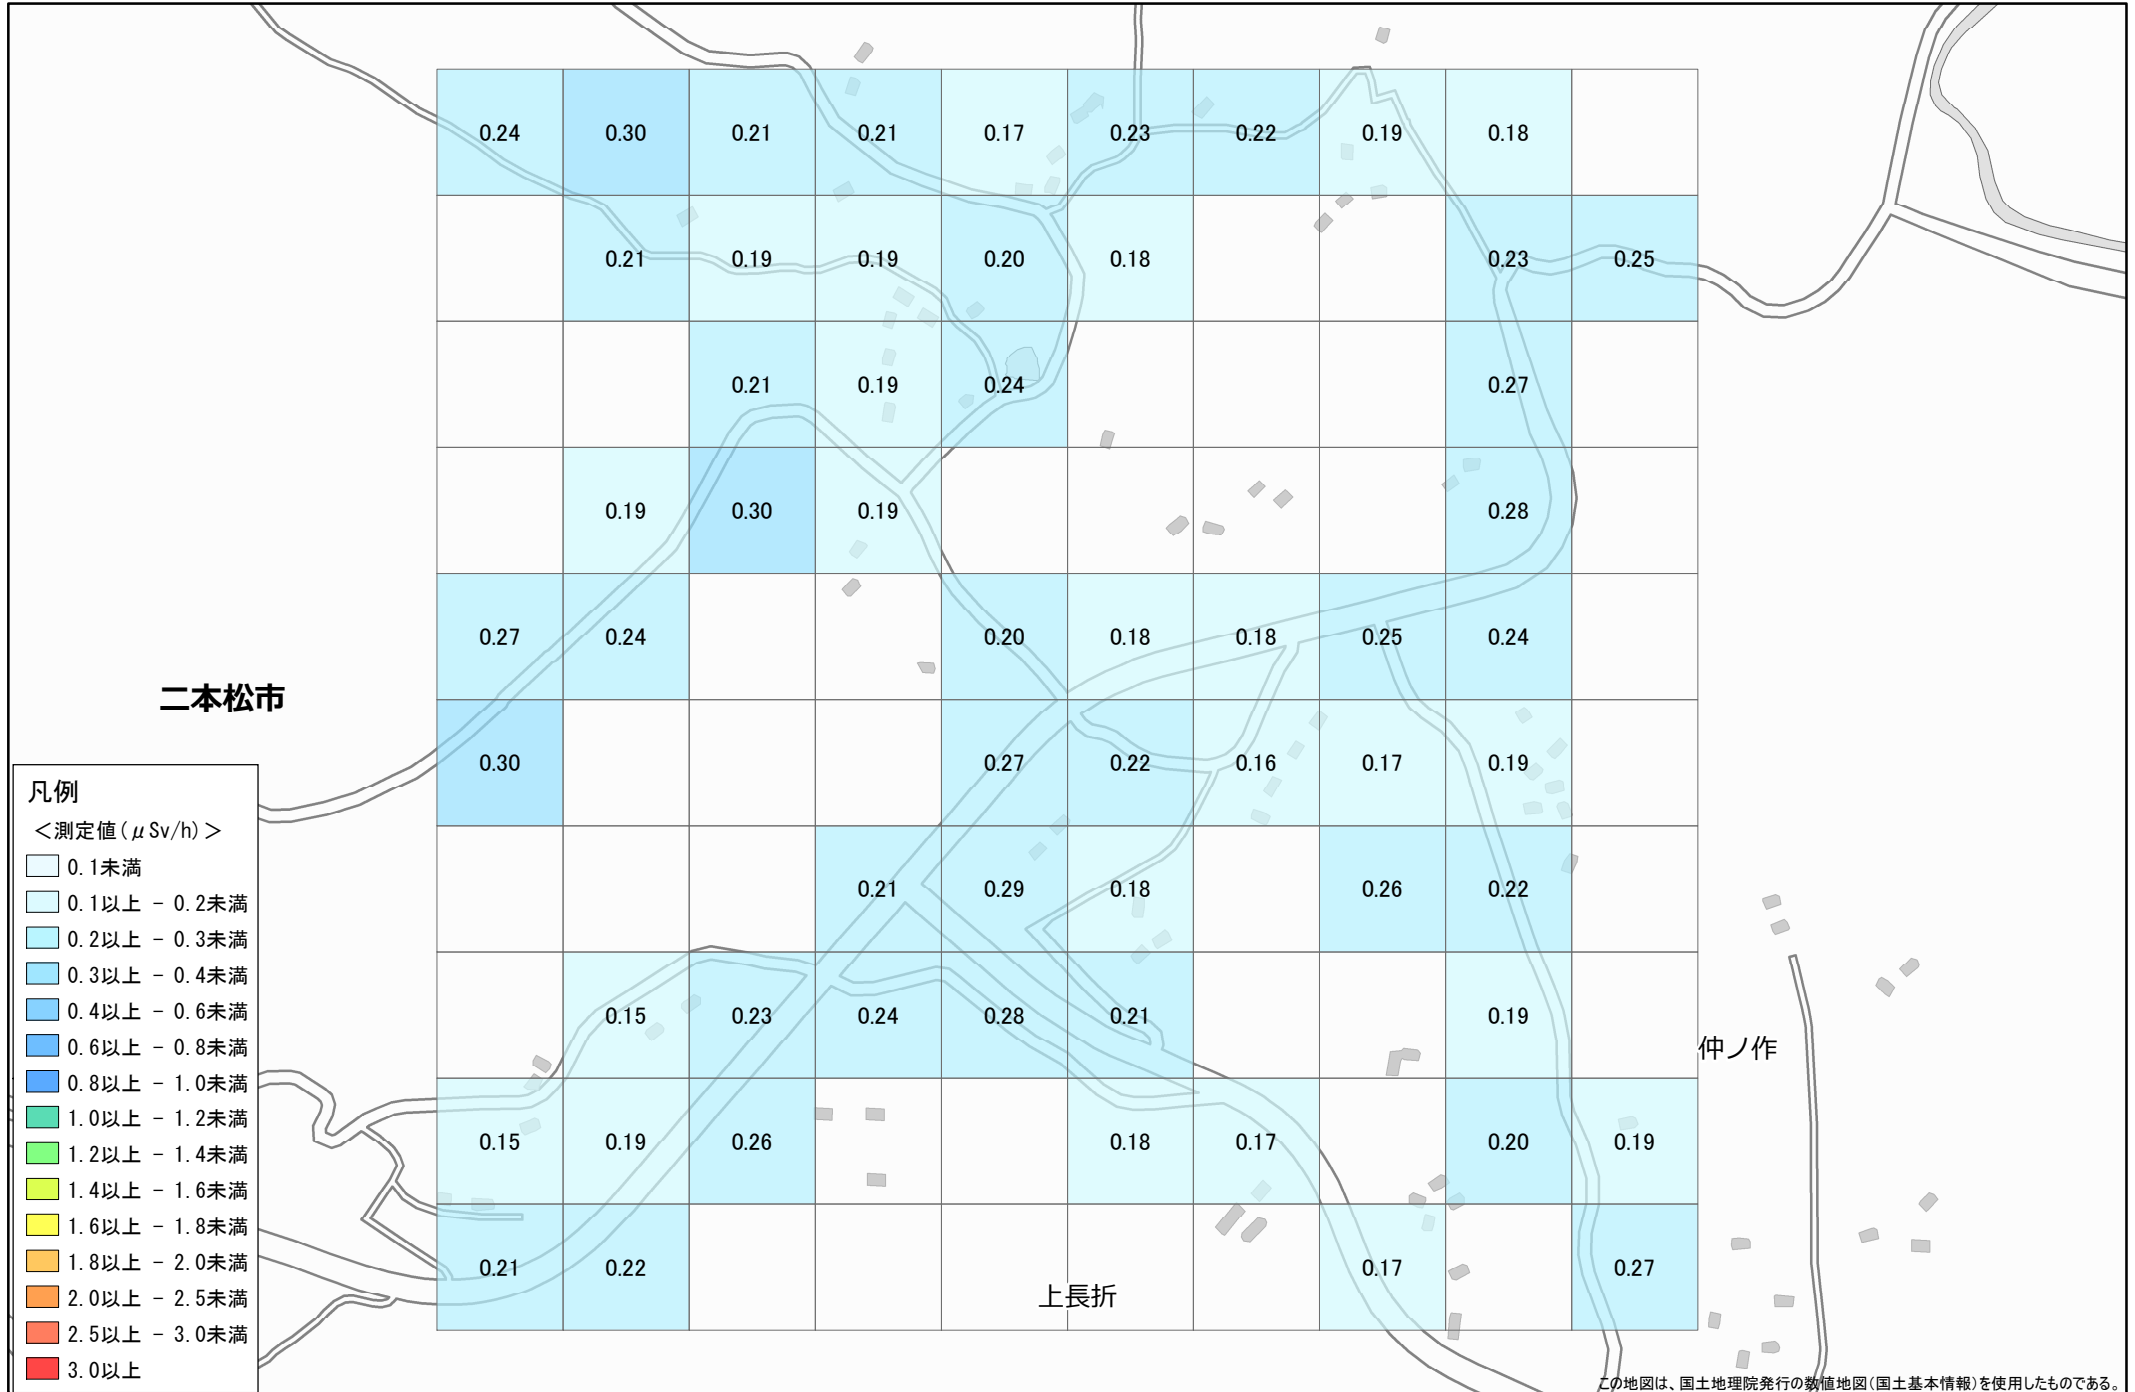 0.24 0.30 0.21 0.21 0.17 0.23 0.22 0.19 0.18
0.21 0.19 0.19 0.20 0.18 0.23 0.25
0.21 0.19 0.24 0.27
0.19 0.30 0.19 0.28
0.27 0.24 0.20 0.18 0.18 0.25 0.24
二本松市
0.30 0.27 0.22 0.16 0.17 0.19
0.21 0.29 0.18 0.26 0.22
0.15 0.23 0.24 0.28 0.21 0.19
仲ノ作
0.15 0.19 0.26 0.18 0.17 0.20 0.19
0.21 0.22 0.17 0.27
上長折
凡例
＜測定値(μSv/h)＞
0.1未満
0.1以上 - 0.2未満
0.2以上 - 0.3未満
0.3以上 - 0.4未満
0.4以上 - 0.6未満
0.6以上 - 0.8未満
0.8以上 - 1.0未満
1.0以上 - 1.2未満
1.2以上 - 1.4未満
1.4以上 - 1.6未満
1.6以上 - 1.8未満
1.8以上 - 2.0未満
2.0以上 - 2.5未満
2.5以上 - 3.0未満
3.0以上
この地図は、国土地理院発行の数値地図(国土基本情報)を使用したものである。